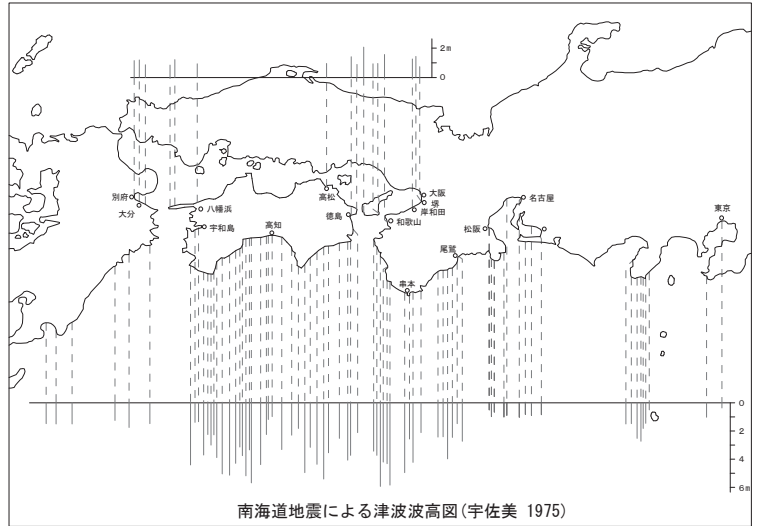 2m
0
別府
大分
八幡浜
宇和島
高知
高松
徳島
大阪
堺
岸和田
和歌山
串本
尾鷲
松阪
名古屋
東京
0
2
4
6m
南海道地震による津波波高図(宇佐美 1975)